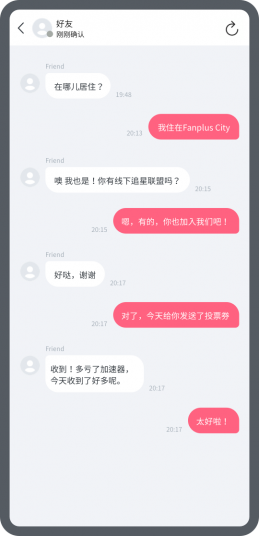 好友
刚刚确认
Friend
在哪儿居住？
19:46
20:13
我住在Fanplus City
Friend
噢 我也是！你有线下追星联盟吗？
20:15
20:15
嗯，有的，你也加入我们吧！
Friend
好哒，谢谢
20:17
20:17
对了，今天给你发送了投票券
Friend
收到！多亏了加速器，
今天收到了好多呢。
20:17
20:17
太好啦！